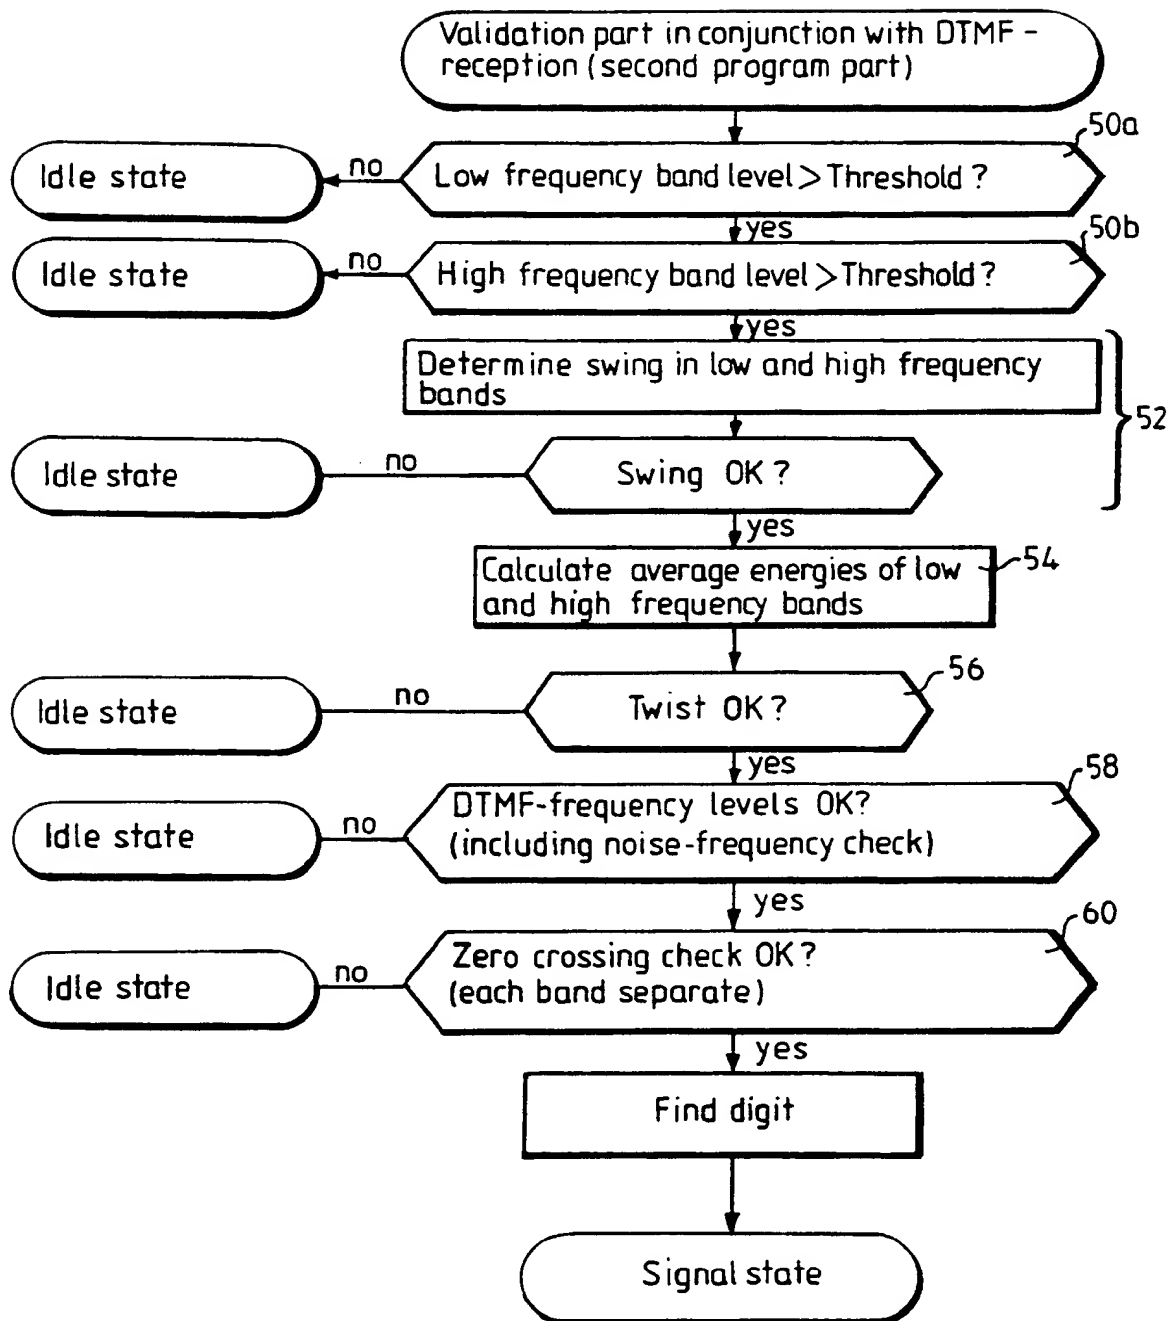 Validation part in conjunction with DTMF -
reception (second program part)
50a
Idle state
no
Low frequency band level > Threshold ?
yes
50b
Idle state
no
High frequency band level > Threshold ?
yes
Determine swing in low and high frequency
bands
52
Idle state
no
Swing OK ?
yes
Calculate average energies of low
and high frequency bands
54
Idle state
no
Twist OK ?
56
yes
58
Idle state
no
DTMF-frequency levels OK?
(including noise-frequency check)
yes
60
Idle state
no
Zero crossing check OK?
(each band separate)
yes
Find digit
Signal state